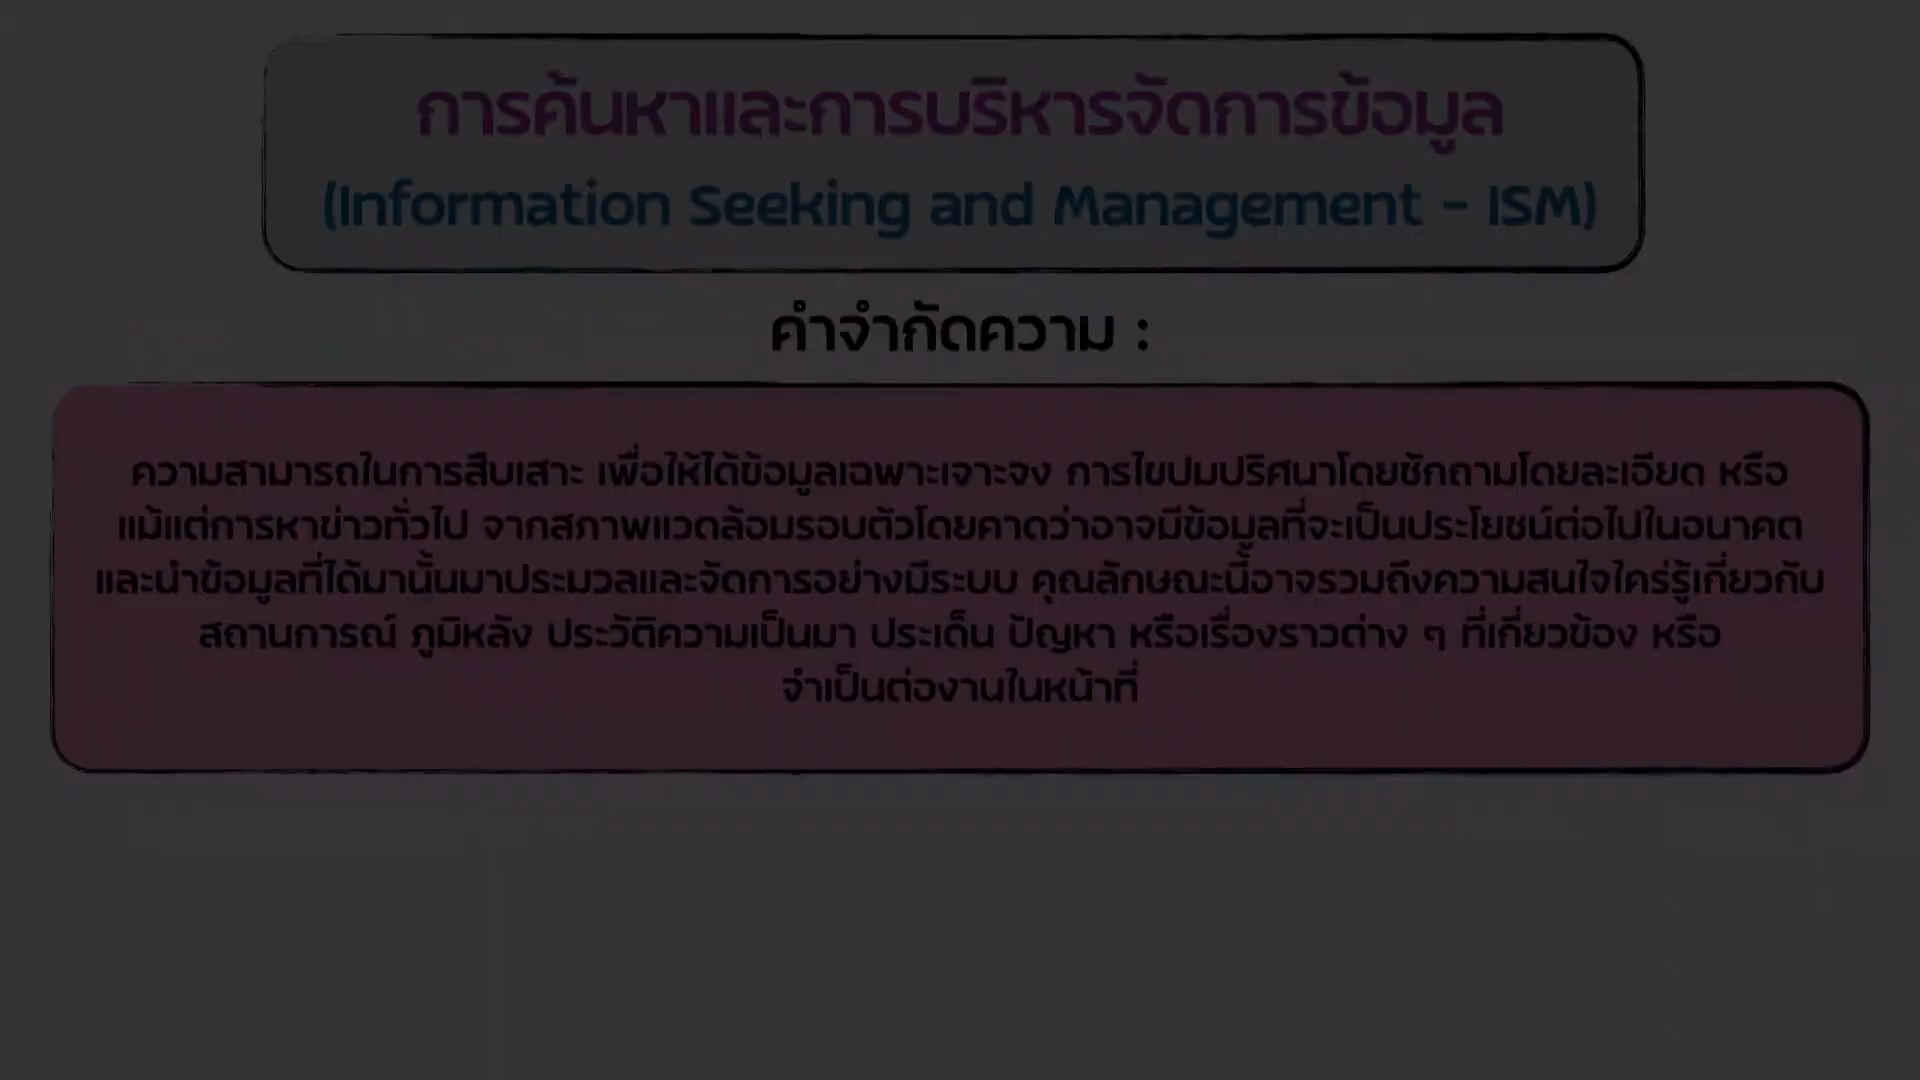 การค้นหาและการบริหารจัดการข้อมูล
(Information Seeking and Management - ISM)
คำจำกัดความ :
ความสามารถในการสืบเสาะ เพื่อให้ได้ข้อมูลเฉพาะเจาะจง การไขปมปริศนาโดยซักถามโดยละเอียด หรือ
แม้แต่การหาข่าวทั่วไป จากสภาพแวดล้อมรอบตัวโดยคาดว่าอาจมีข้อมูลที่จะเป็นประโยชน์ต่อไปในอนาคต
และนำข้อมูลที่ได้มานั้นมาประมวลและจัดการอย่างมีระบบ คุณลักษณะนี้อาจรวมถึงความสนใจใคร่รู้เกี่ยวกับ
สถานการณ์ ภูมิหลัง ประวัติความเป็นมา ประเด็น ปัญหา หรือเรื่องราวต่าง ๆ ที่เกี่ยวข้อง หรือ
จำเป็นต่องานในหน้าที่